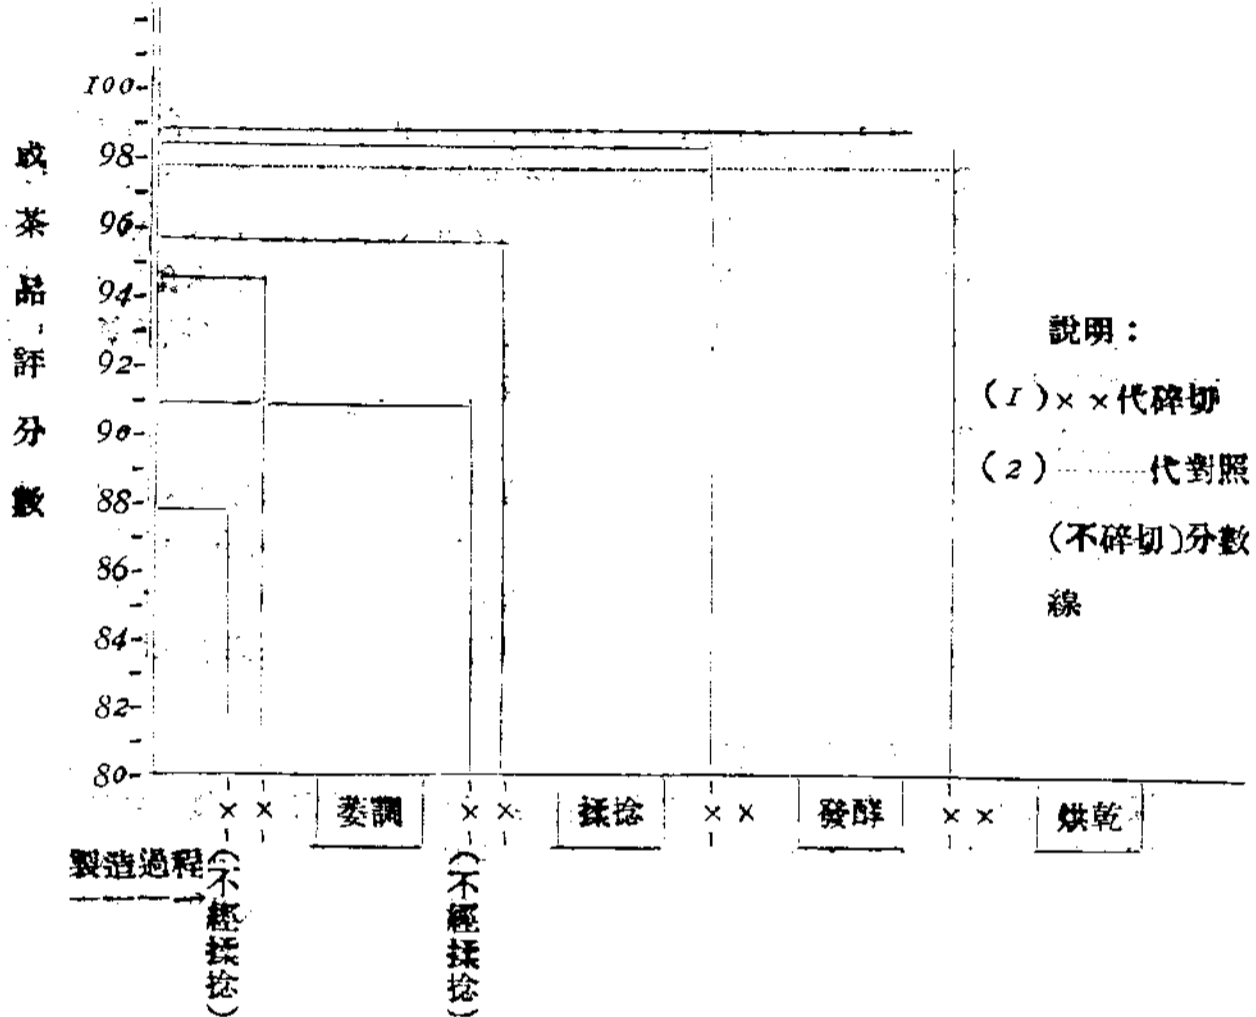 成茶品評分數
100
98
96
94
92
90
88
86
84
82
80
× × 萎凋 × × 揉捻 × × 發酵 × × 烘乾
製造過程
(不經揉捻)
(不經揉捻)
說明：
(1)××代碎切
(2)………代對照
(不碎切)分數
線